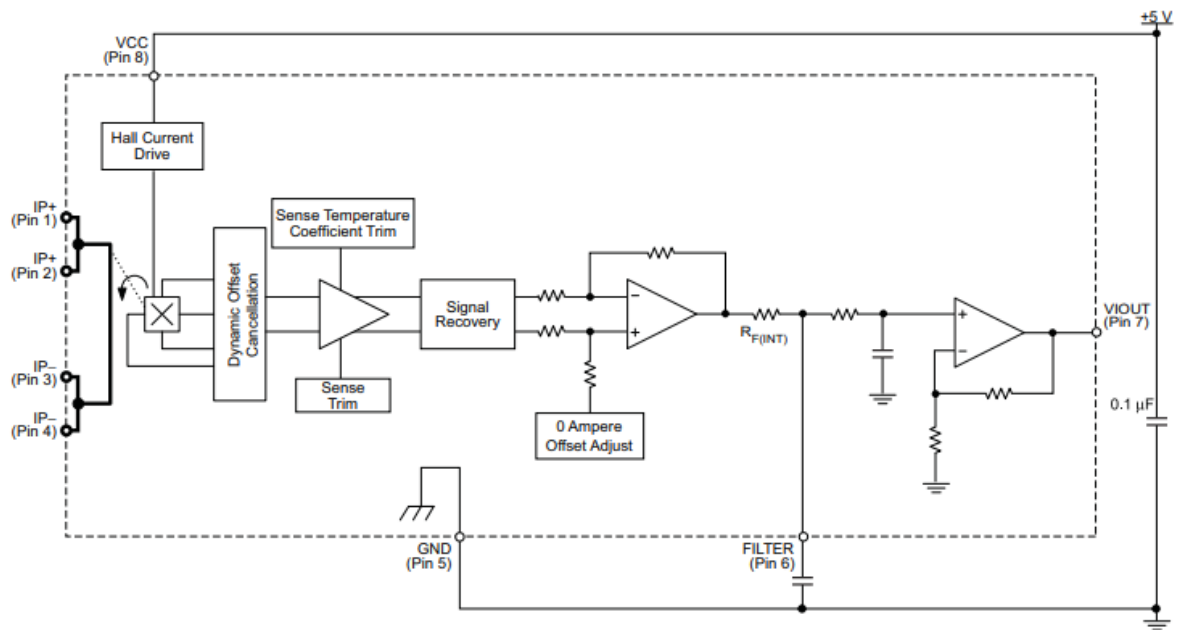 +5 V
VCC
(Pin 8)
Hall Current
Drive
IP+
(Pin 1)
IP+
(Pin 2)
IP–
(Pin 3)
IP–
(Pin 4)
Dynamic Offset
Cancellation
Sense Temperature
Coefficient Trim
Sense
Trim
Signal
Recovery
0 Ampere
Offset Adjust
–
+
RF(INT)
+
–
VIOUT
(Pin 7)
0.1 µF
GND
(Pin 5)
FILTER
(Pin 6)